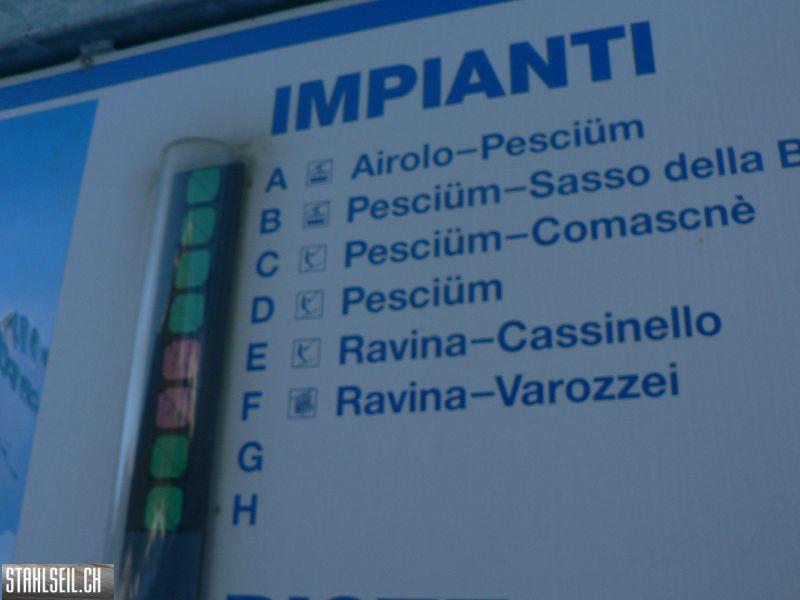 IMPIANTI
A Airolo–Pesciüm
B Pesciüm–Sasso della B
C Pesciüm–Comascnè
D Pesciüm
E Ravina–Cassinello
F Ravina–Varozzei
G
H
STAHLSEIL.CH